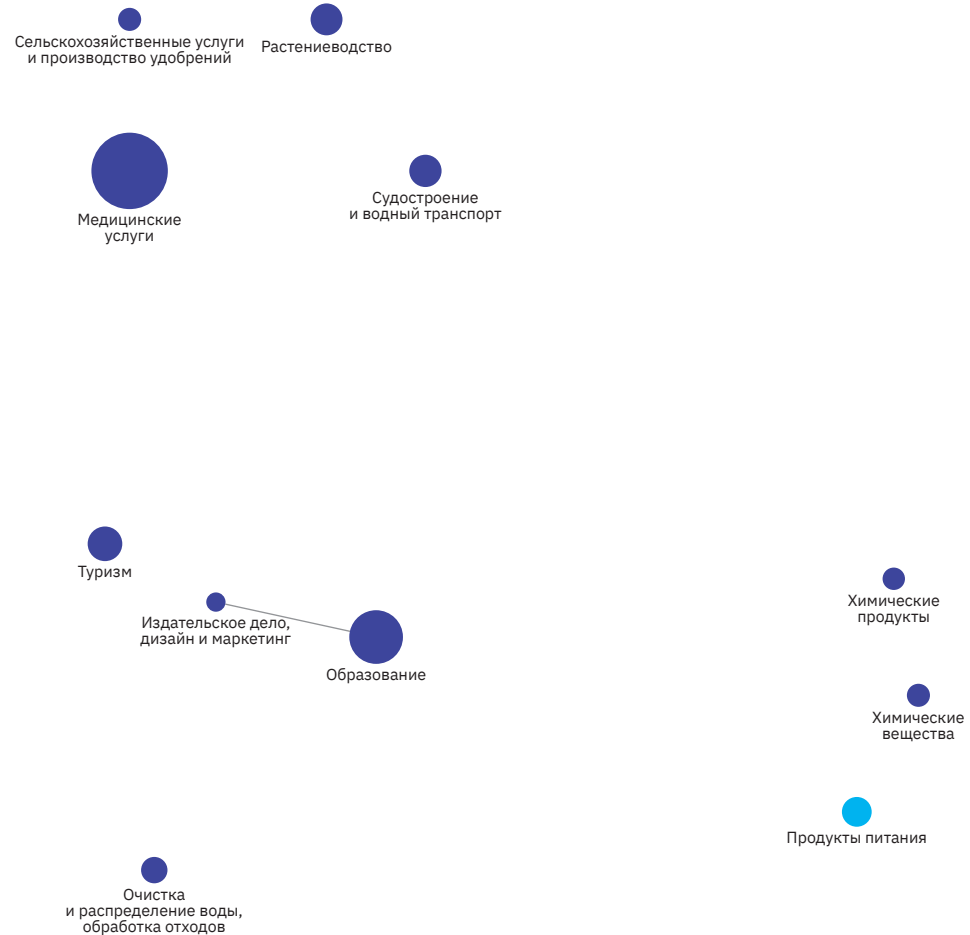 Сельскохозяйственные услуги
и производство удобрений
Растениеводство
Медицинские
услуги
Судостроение
и водный транспорт
Туризм
Издательское дело,
дизайн и маркетинг
Образование
Химические
продукты
Химические
вещества
Продукты питания
Очистка
и распределение воды,
обработка отходов